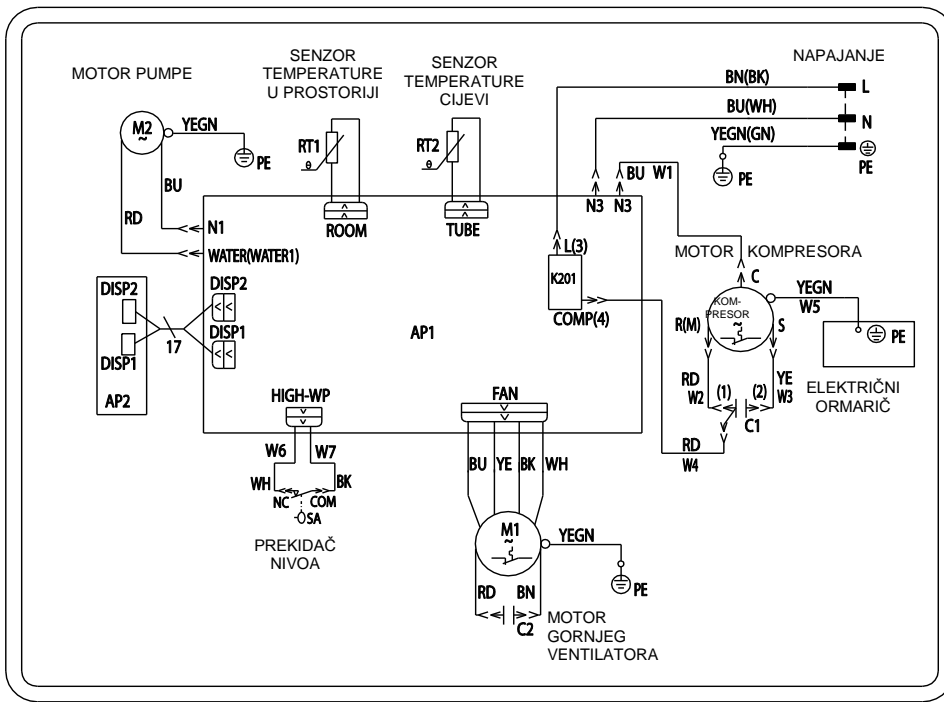 MOTOR PUMPE
SENZOR
TEMPERATURE
U PROSTORIJI
SENZOR
TEMPERATURE
CIJEVI
NAPAJANJE
BN(BK)
L
BU(WH)
N
YEGN(GN)
PE
PE
M2
~
YEGN
PE
BU
RD
RT1
θ
RT2
θ
ROOM
TUBE
N1
WATER(WATER1)
N3
N3
BU
W1
L(3)
K201
COMP(4)
MOTOR KOMPRESORA
C
KOM-
PRESOR
~
R(M)
S
YEGN
W5
PE
ELEKTRIČNI
ORMARIČ
RD
W2
(1)
(2)
YE
W3
C1
RD
W4
DISP2
DISP1
AP2
17
DISP2
DISP1
AP1
HIGH-WP
W6
W7
WH
BK
NC
COM
SA
PREKIDAČ
NIVOA
FAN
BU
YE
BK
WH
M1
~
YEGN
PE
RD
BN
C2
MOTOR
GORNJEG
VENTILATORA